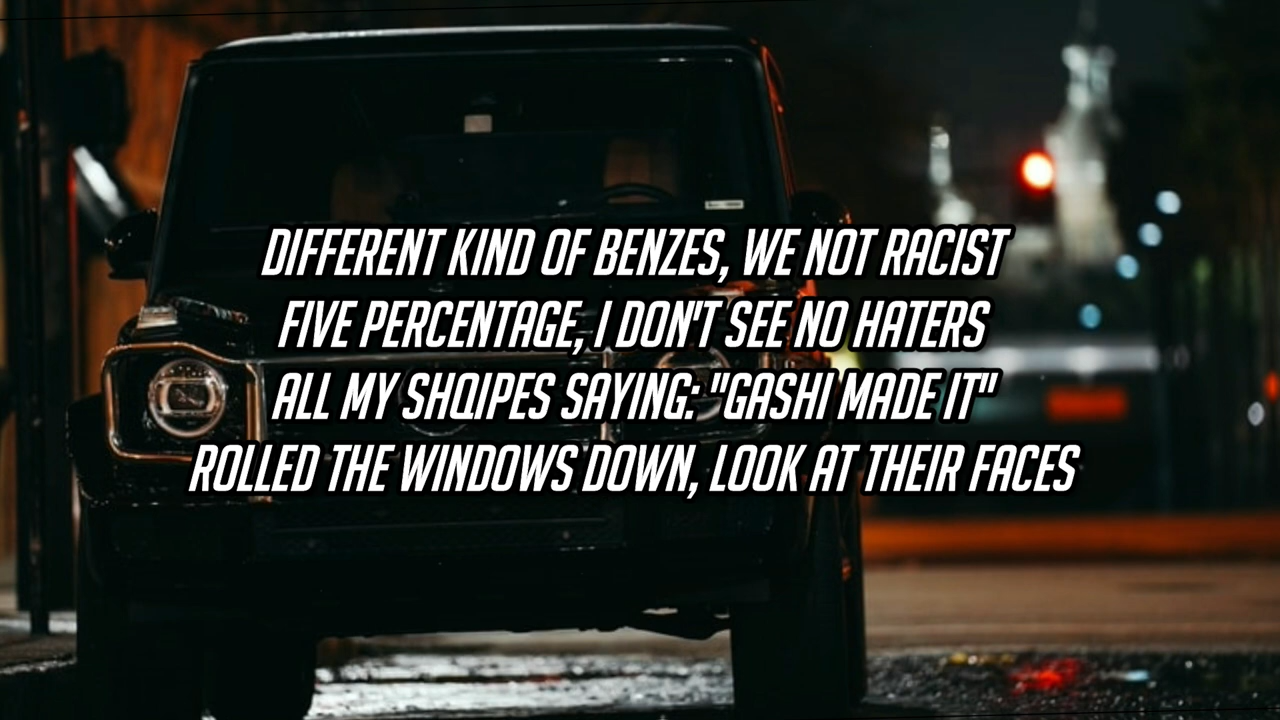 DIFFERENT KIND OF BENZES, WE NOT RACIST
FIVE PERCENTAGE, I DON'T SEE NO HATERS
ALL MY SHQIPES SAYING: "GASHI MADE IT"
ROLLED THE WINDOWS DOWN, LOOK AT THEIR FACES